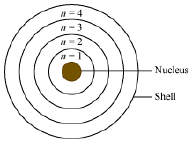 n = 4
n = 3
n = 2
n = 1
Nucleus
Shell